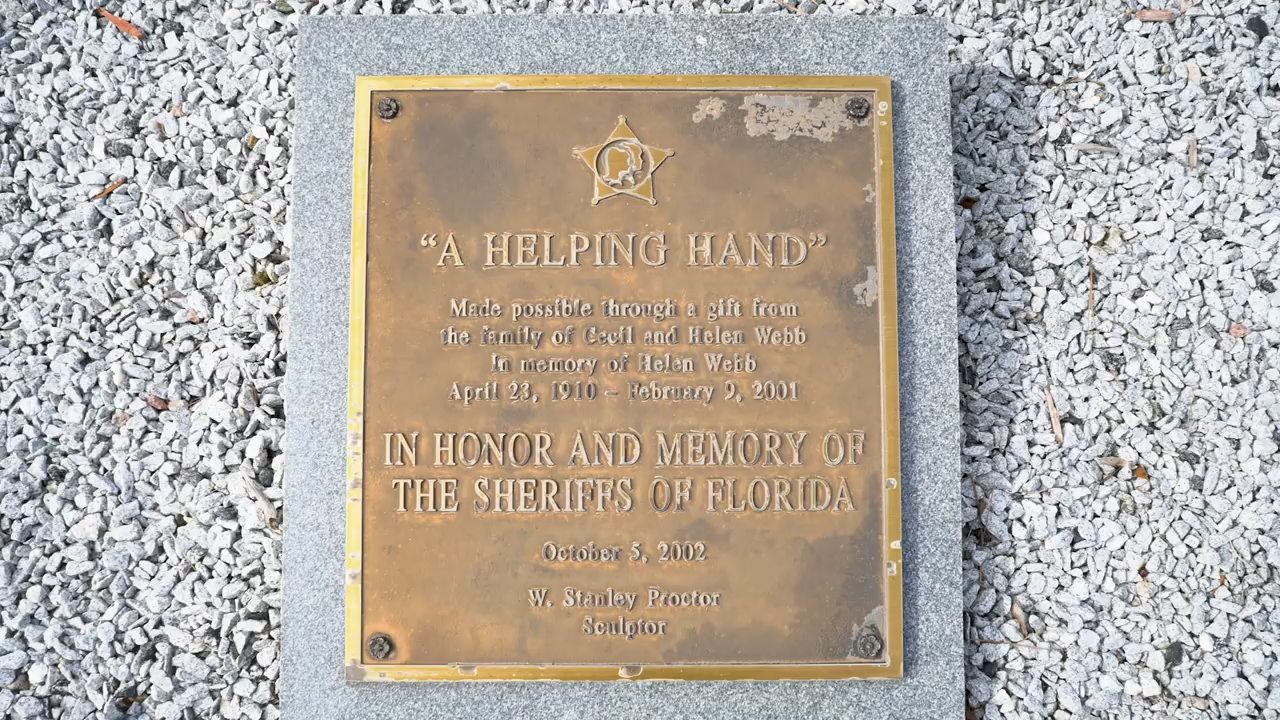 “A HELPING HAND”
Made possible through a gift from
the family of Cecil and Helen Webb
In memory of Helen Webb
April 23, 1910 – February 9, 2001
IN HONOR AND MEMORY OF
THE SHERIFFS OF FLORIDA
October 5, 2002
W. Stanley Proctor
Sculptor